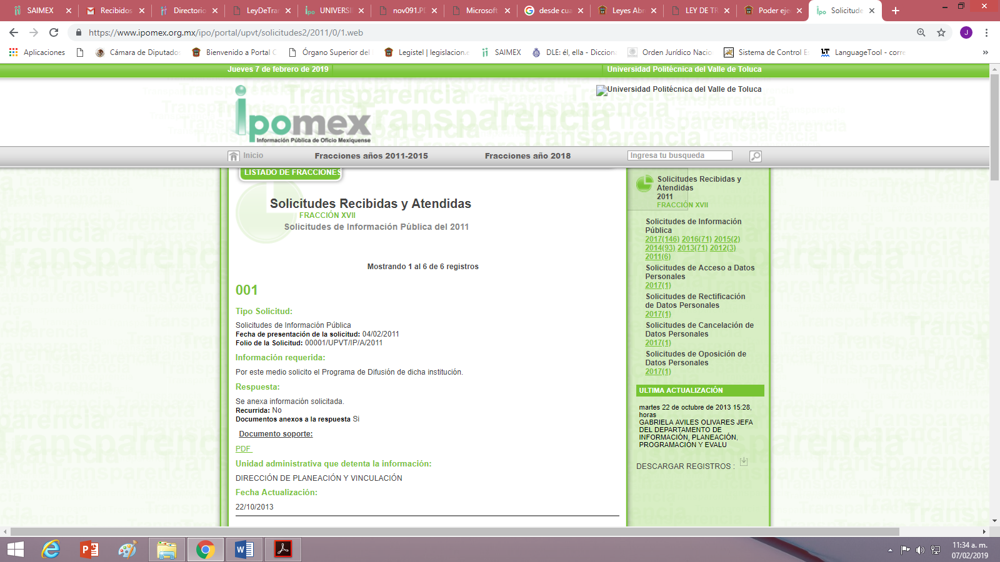 SAIMEX
Recibidos
Directorio
LeyDeTra
UNIVERSI
nov091.P
Microsoft
desde cua
Leyes Abr
LEY DE TR
Poder eje
Solicitude
https://www.ipomex.org.mx/ipo/portal/upvt/solicitudes2/2011/0/1.web
J
Aplicaciones
Cámara de Diputados
Bienvenido a Portal C
Órgano Superior del
Legistel | legislacion.e
SAIMEX
DLE: él, ella - Diccion
Orden Jurídico Nacio
Sistema de Control Es
LanguageTool - corre
Jueves 7 de febrero de 2019
Universidad Politécnica del Valle de Toluca
Transparencia
ipomex
Información Pública de Oficio Mexiquense
Universidad Politécnica del Valle de Toluca
Inicio
Fracciones años 2011-2015
Fracciones año 2018
Ingresa tu busqueda
LISTADO DE FRACCIONES
Solicitudes Recibidas y Atendidas
FRACCIÓN XVII
Solicitudes de Información Pública del 2011
Mostrando 1 al 6 de 6 registros
001
Tipo Solicitud:
Solicitudes de Información Pública
Fecha de presentación de la solicitud: 04/02/2011
Folio de la Solicitud: 00001/UPVT/IP/A/2011
Información requerida:
Por este medio solicito el Programa de Difusión de dicha institución.
Respuesta:
Se anexa información solicitada.
Recurrida: No
Documentos anexos a la respuesta Si
Documento soporte:
PDF
Unidad administrativa que detenta la información:
DIRECCIÓN DE PLANEACIÓN Y VINCULACIÓN
Fecha Actualización:
22/10/2013
Solicitudes Recibidas y
Atendidas
2011
FRACCIÓN XVII
Solicitudes de Información
Pública
2017(146) 2016(71) 2015(2)
2014(93) 2013(71) 2012(3)
2011(6)
Solicitudes de Acceso a Datos
Personales
2017(1)
Solicitudes de Rectificación
de Datos Personales
2017(1)
Solicitudes de Cancelación de
Datos Personales
2017(1)
Solicitudes de Oposición de
Datos Personales
2017(1)
ULTIMA ACTUALIZACIÓN
martes 22 de octubre de 2013 15:28,
horas
GABRIELA AVILES OLIVARES JEFA
DEL DEPARTAMENTO DE
INFORMACIÓN, PLANEACIÓN,
PROGRAMACIÓN Y EVALU
DESCARGAR REGISTROS :
11:34 a. m.
07/02/2019